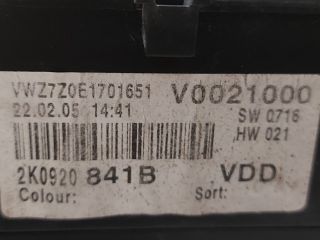 VWZ7Z0E1701651 V0021000
22.02.05 14:41 SW 0716
HW 021
2K0920 841B VDD
Colour: Sort: